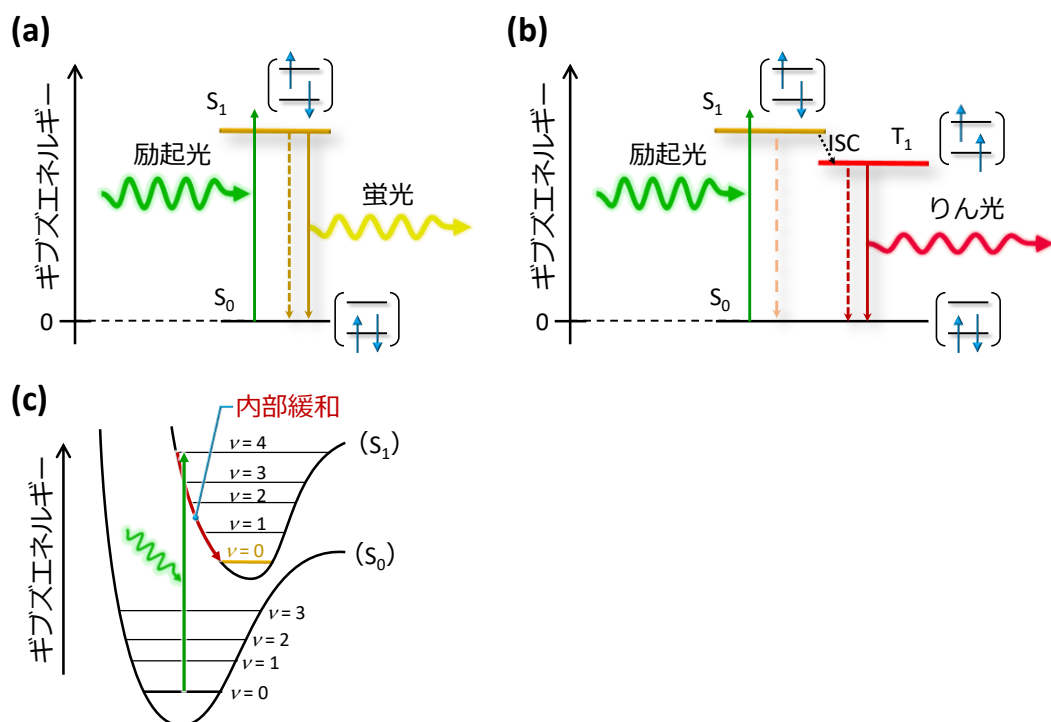 (a)
ギブズエネルギー
S₁
励起光
蛍光
S₀
0
(b)
ギブズエネルギー
S₁
ISC
T₁
励起光
りん光
S₀
0
(c)
内部緩和
ギブズエネルギー
ν = 4
(S₁)
ν = 3
ν = 2
ν = 1
ν = 0
(S₀)
ν = 3
ν = 2
ν = 1
ν = 0